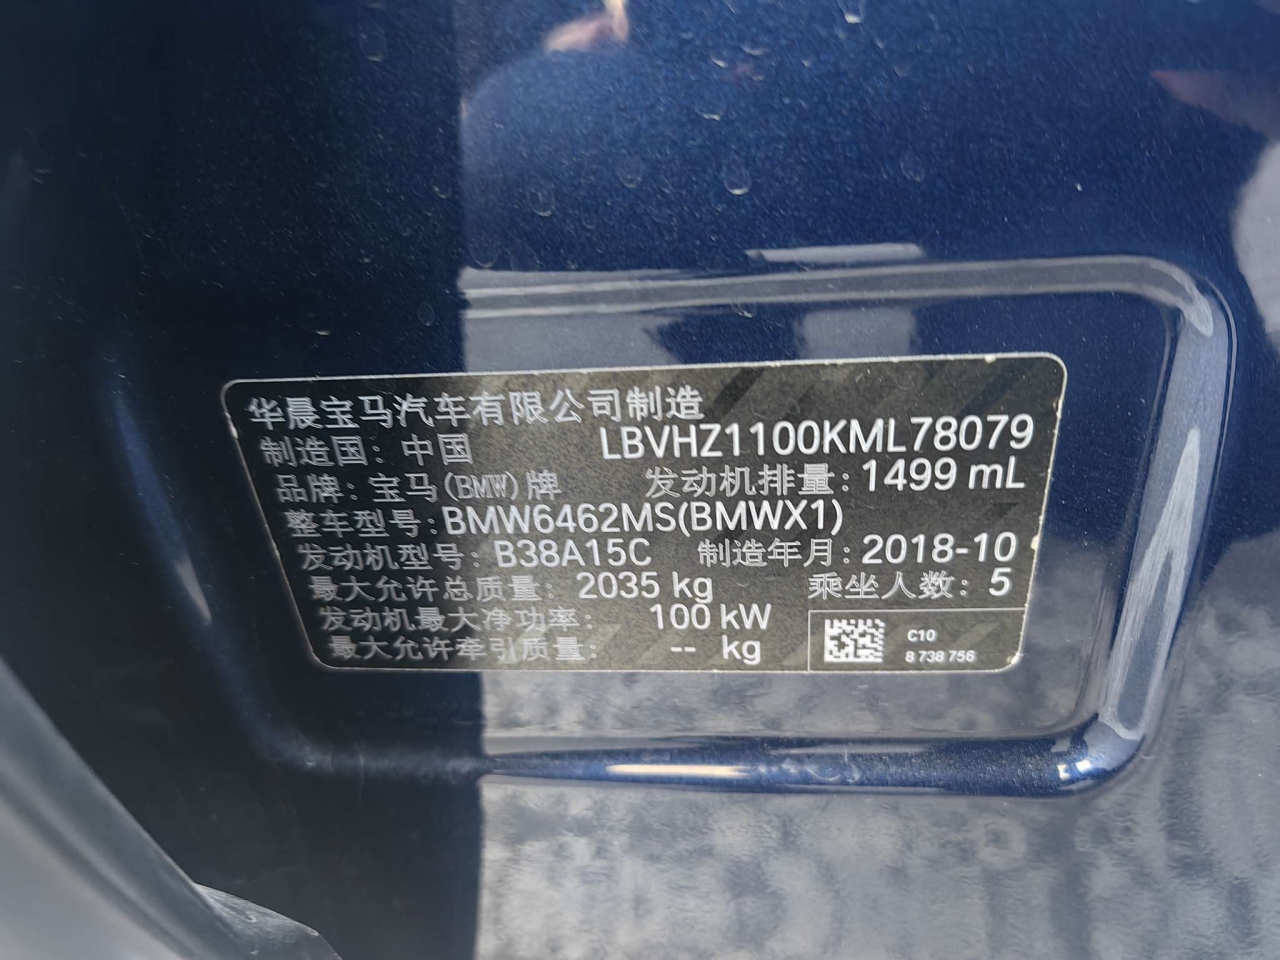 华晨宝马汽车有限公司制造
制造国：中国 LBVHZ1100KML78079
品牌：宝马(BMW)牌 发动机排量：1499 mL
整车型号：BMW6462MS(BMWX1)
发动机型号：B38A15C 制造年月：2018-10
最大允许总质量：2035 kg 乘坐人数：5
发动机最大净功率：100 kW
最大允许牵引质量：-- kg
C10
8 738 756